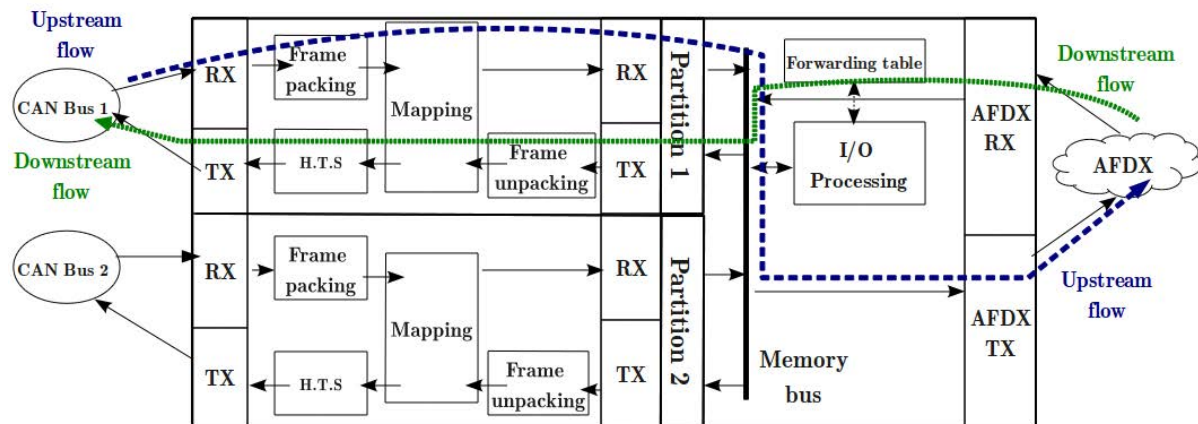 Upstream
flow
CAN Bus 1
Downstream
flow
RX
Frame
packing
Mapping
RX
TX
H.T.S
Frame
unpacking
TX
Partition 1
Forwarding table
I/O
Processing
AFDX
RX
Downstream
flow
AFDX
Upstream
flow
CAN Bus 2
RX
Frame
packing
Mapping
RX
TX
H.T.S
Frame
unpacking
TX
Partition 2
Memory
bus
AFDX
TX